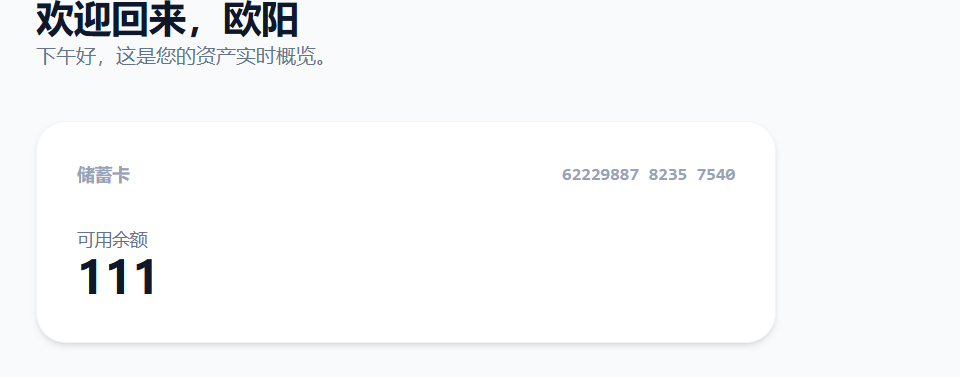 欢迎回来，欧阳
下午好，这是您的资产实时概览。
储蓄卡 62229887 8235 7540
可用余额
111